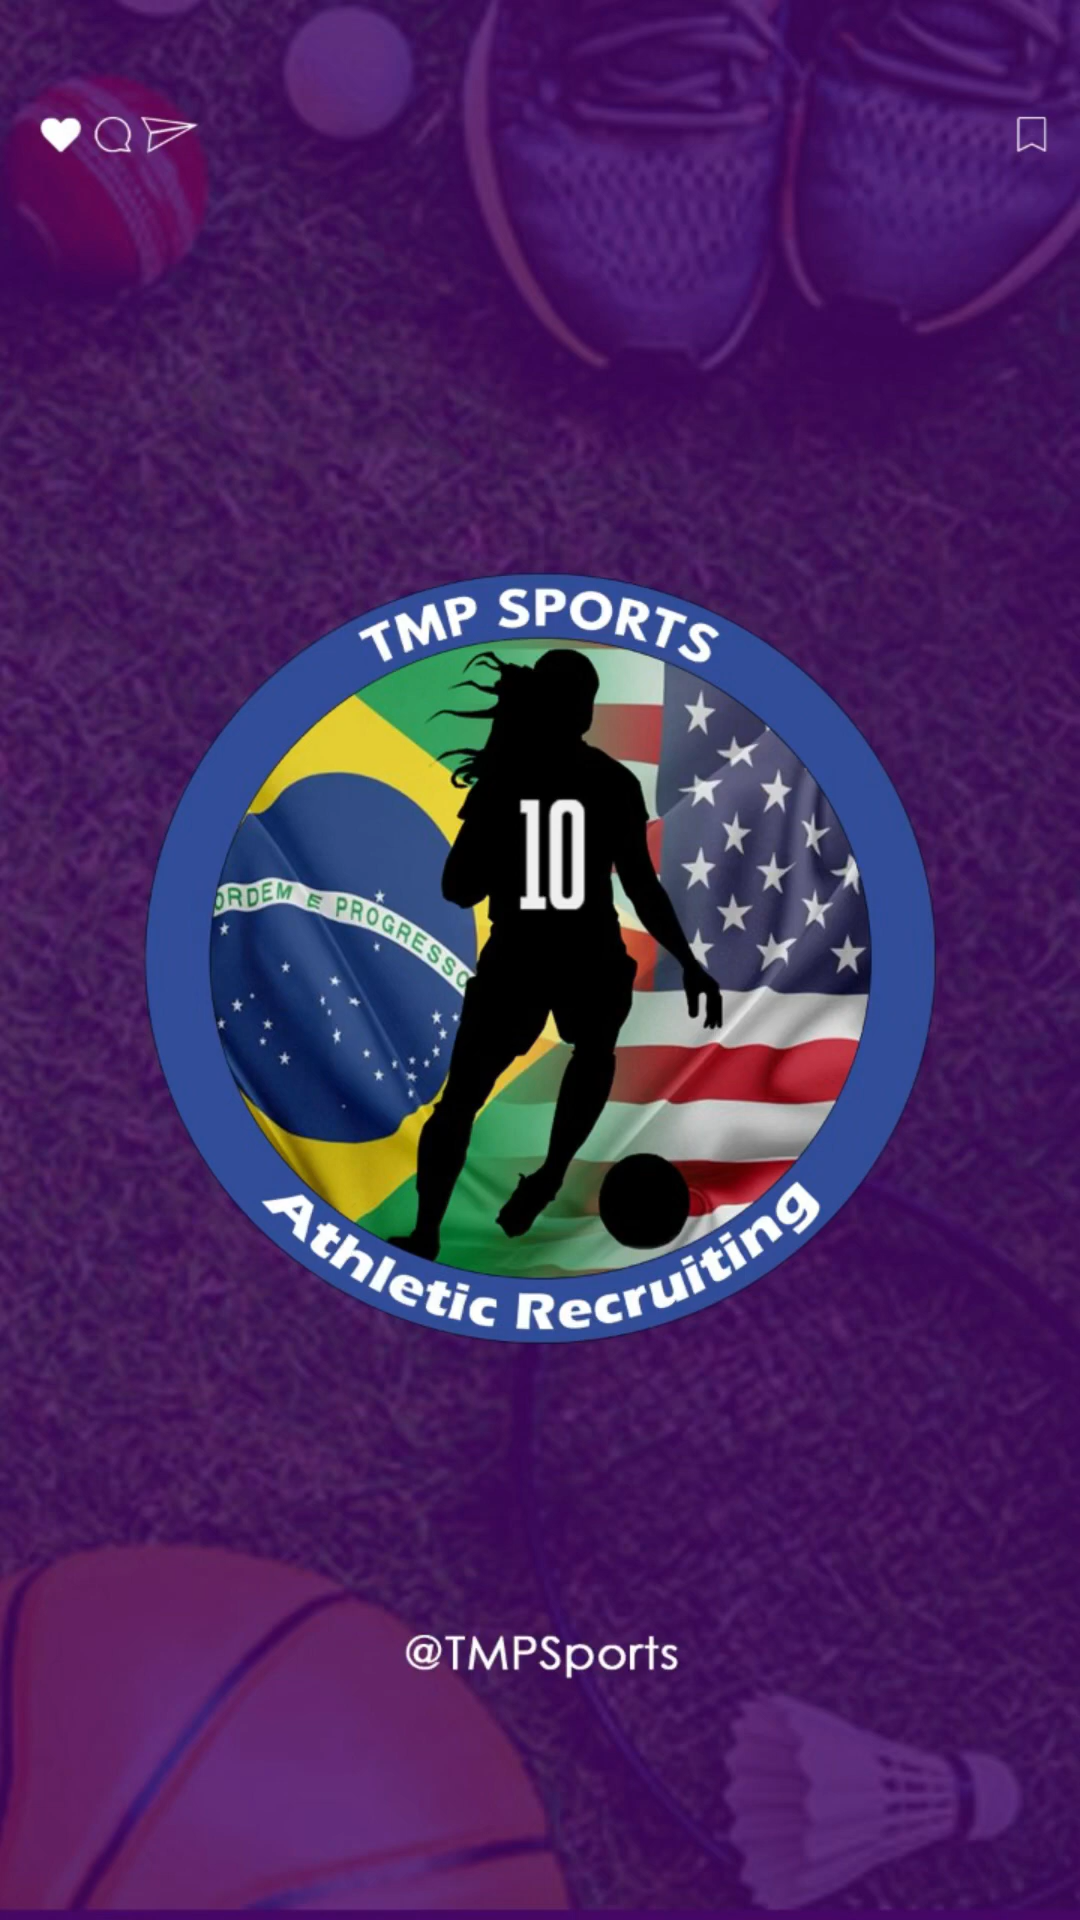 TMP SPORTS
10
ORDEM E PROGRESSO
Athletic Recruiting
@TMPSports